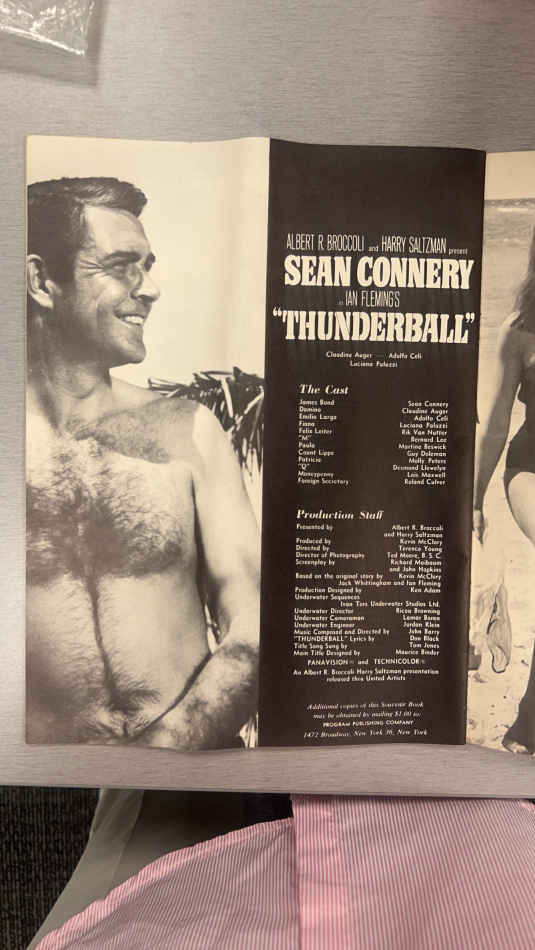 ALBERT R. BROCCOLI and HARRY SALTZMAN present
SEAN CONNERY
in IAN FLEMING'S
"THUNDERBALL"
Claudine Auger — Adolfo Celi
Luciana Paluzzi
The Cast
James Bond Sean Connery
Domino Claudine Auger
Emilio Largo Adolfo Celi
Fiona Luciana Paluzzi
Felix Leiter Rik Van Nutter
"M" Bernard Lee
Paula Martine Beswick
Count Lippe Guy Doleman
Patricia Molly Peters
"Q" Desmond Llewelyn
Moneypenny Lois Maxwell
Foreign Secretary Roland Culver
Production Staff
Presented by Albert R. Broccoli
and Harry Saltzman
Produced by Kevin McClory
Directed by Terence Young
Director of Photography Ted Moore, B. S. C.
Screenplay by Richard Maibaum
and John Hopkins
Based on the original story by Kevin McClory
Jack Whittingham and Ian Fleming
Production Designed by Ken Adam
Underwater Sequences
Ivan Tors Underwater Studios Ltd.
Underwater Director Ricou Browning
Underwater Cameraman Lamar Boren
Underwater Engineer Jordan Klein
Music Composed and Directed by John Barry
"THUNDERBALL" Lyrics by Don Black
Title Song Sung by Tom Jones
Main Title Designed by Maurice Binder
PANAVISION® and TECHNICOLOR®
An Albert R. Broccoli Harry Saltzman presentation
released thru United Artists
Additional copies of this Souvenir Book
may be obtained by mailing $1.00 to:
PROGRAM PUBLISHING COMPANY
1472 Broadway, New York 36, New York